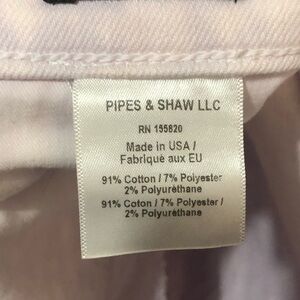 PIPES & SHAW LLC
RN 155820
Made in USA /
Fabriqué aux EU
91% Cotton / 7% Polyester
2% Polyurethane
91% Coton / 7% Polyester /
2% Polyuréthane